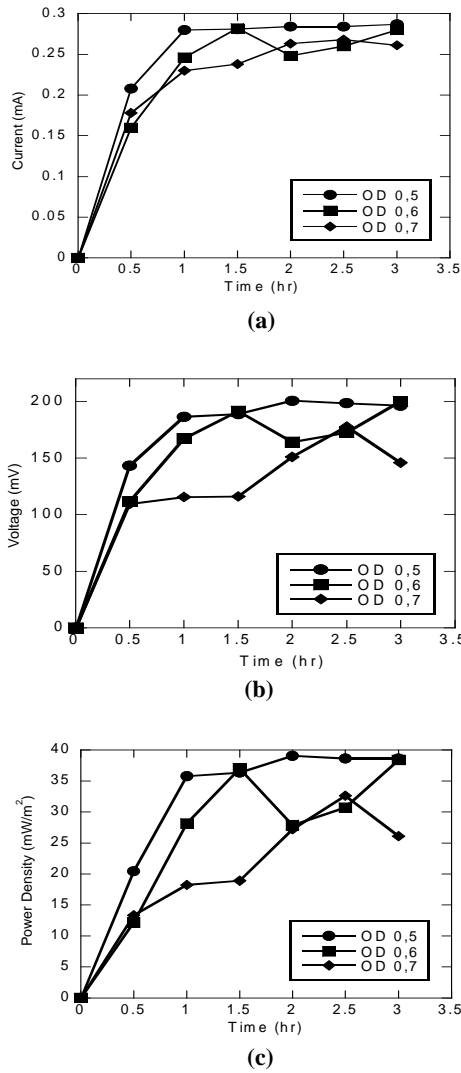 0.3
0.25
0.2
0.15
0.1
0.05
0
Current (mA)
OD 0,5
OD 0,6
OD 0,7
0 0.5 1 1.5 2 2.5 3 3.5
Time (hr)
(a)
200
150
100
50
0
Voltage (mV)
OD 0,5
OD 0,6
OD 0,7
0 0.5 1 1.5 2 2.5 3 3.5
Time (hr)
(b)
40
35
30
25
20
15
10
5
0
Power Density (mW/m²)
OD 0,5
OD 0,6
OD 0,7
0 0.5 1 1.5 2 2.5 3 3.5
Time (hr)
(c)